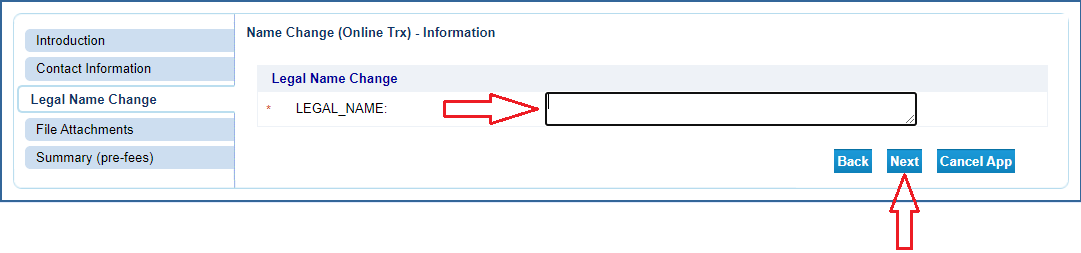 Introduction
Contact Information
Legal Name Change
File Attachments
Summary (pre-fees)
Name Change (Online Trx) - Information
Legal Name Change
* LEGAL_NAME:
Back Next Cancel App